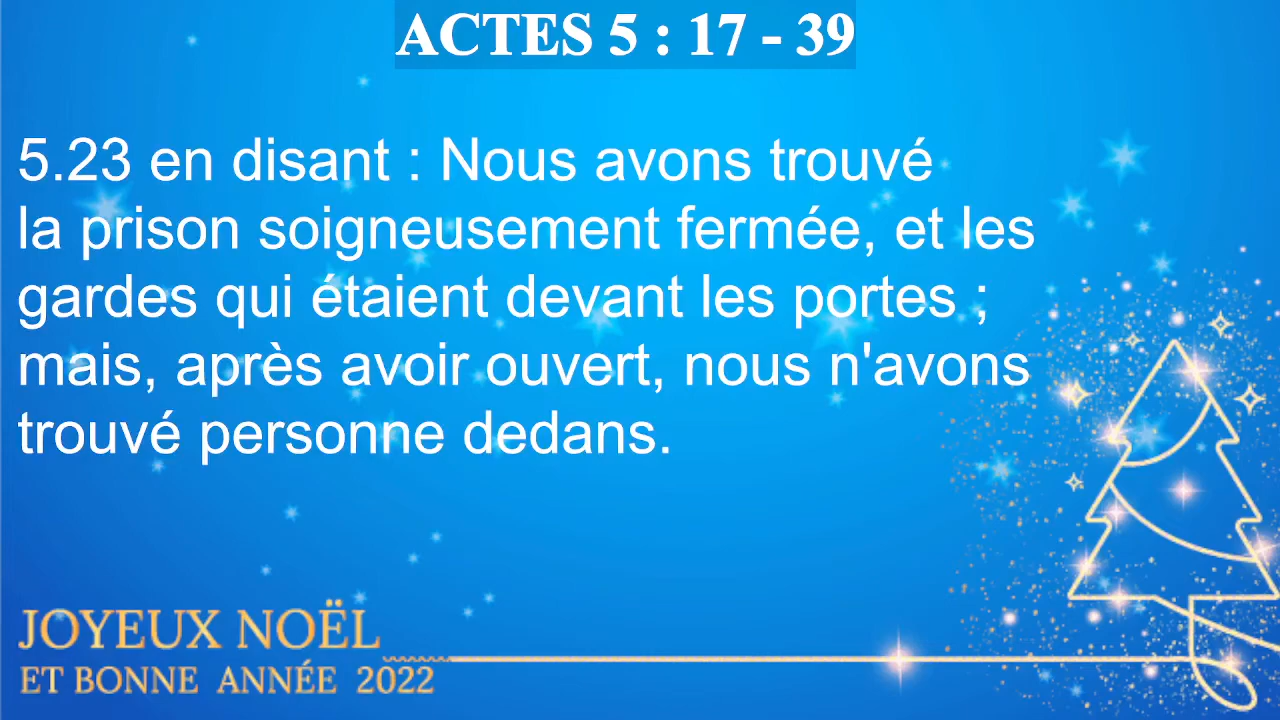 ACTES 5 : 17 - 39
5.23 en disant : Nous avons trouvé
la prison soigneusement fermée, et les
gardes qui étaient devant les portes ;
mais, après avoir ouvert, nous n'avons
trouvé personne dedans.
JOYEUX NOËL
ET BONNE ANNÉE 2022